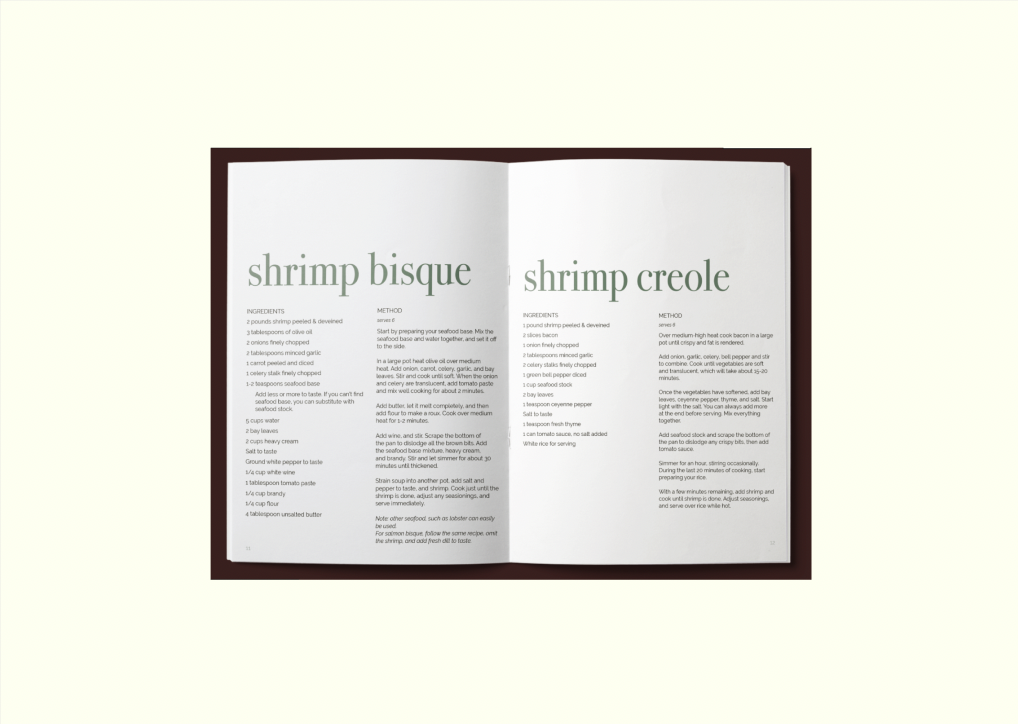 shrimp bisque
INGREDIENTS
2 pounds shrimp peeled & deveined
3 tablespoons of olive oil
2 onions finely chopped
2 tablespoons minced garlic
1 carrot peeled and diced
1 celery stalk finely chopped
1-2 teaspoons seafood base
Add less or more to taste. If you can't find
seafood base, you can substitute with
seafood stock.
5 cups water
2 bay leaves
2 cups heavy cream
Salt to taste
Ground white pepper to taste
1/4 cup white wine
1 tablespoon tomato paste
1/4 cup brandy
1/4 cup flour
4 tablespoon unsalted butter
METHOD
serves 6
Start by preparing your seafood base. Mix the
seafood base and water together, and set it off
to the side.
In a large pot heat olive oil over medium
heat. Add onion, carrot, celery, garlic, and bay
leaves. Stir and cook until soft. When the onion
and celery are translucent, add tomato paste
and mix well cooking for about 2 minutes.
Add butter, let it melt completely, and then
add flour to make a roux. Cook over medium
heat for 1-2 minutes.
Add wine, and stir. Scrape the bottom of
the pan to dislodge all the brown bits. Add
the seafood base mixture, heavy cream,
and brandy. Stir and let simmer for about 30
minutes until thickened.
Strain soup into another pot, add salt and
pepper to taste, and shrimp. Cook just until the
shrimp is done, adjust any seasionings, and
serve immediately.
Note: other seafood, such as lobster can easily
be used.
For salmon bisque, follow the same recipe, omit
the shrimp, and add fresh dill to taste.
shrimp creole
INGREDIENTS
1 pound shrimp peeled & deveined
2 slices bacon
1 onion finely chopped
2 tablespoons minced garlic
2 celery stalks finely chopped
1 green bell pepper diced
1 cup seafood stock
2 bay leaves
1 teaspoon ceyenne pepper
Salt to taste
1 teaspoon fresh thyme
1 can tomato sauce, no salt added
White rice for serving
METHOD
serves 6
Over medium-high heat cook bacon in a large
pot until crispy and fat is rendered.
Add onion, garlic, celery, bell pepper and stir
to combine. Cook until vegetables are soft
and translucent, which will take about 15-20
minutes.
Once the vegetables have softened, add bay
leaves, ceyenne pepper, thyme, and salt. Start
light with the salt. You can always add more
at the end before serving. Mix everything
together.
Add seafood stock and scrape the bottom of
the pan to dislodge any crispy bits, then add
tomato sauce.
Simmer for an hour, stirring occasionally.
During the last 20 minutes of cooking, start
preparing your rice.
With a few minutes remaining, add shrimp and
cook until shrimp is done. Adjust seasonings,
and serve over rice while hot.